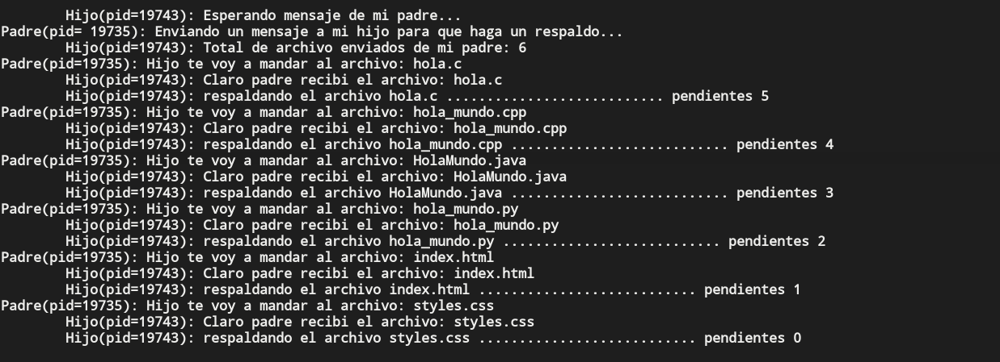 Hijo(pid=19743): Esperando mensaje de mi padre...
Padre(pid= 19735): Enviando un mensaje a mi hijo para que haga un respaldo...
Hijo(pid=19743): Total de archivo enviados de mi padre: 6
Padre(pid=19735): Hijo te voy a mandar al archivo: hola.c
Hijo(pid=19743): Claro padre recibi el archivo: hola.c
Hijo(pid=19743): respaldando el archivo hola.c ........................... pendientes 5
Padre(pid=19735): Hijo te voy a mandar al archivo: hola_mundo.cpp
Hijo(pid=19743): Claro padre recibi el archivo: hola_mundo.cpp
Hijo(pid=19743): respaldando el archivo hola_mundo.cpp ........................... pendientes 4
Padre(pid=19735): Hijo te voy a mandar al archivo: HolaMundo.java
Hijo(pid=19743): Claro padre recibi el archivo: HolaMundo.java
Hijo(pid=19743): respaldando el archivo HolaMundo.java ........................... pendientes 3
Padre(pid=19735): Hijo te voy a mandar al archivo: hola_mundo.py
Hijo(pid=19743): Claro padre recibi el archivo: hola_mundo.py
Hijo(pid=19743): respaldando el archivo hola_mundo.py ........................... pendientes 2
Padre(pid=19735): Hijo te voy a mandar al archivo: index.html
Hijo(pid=19743): Claro padre recibi el archivo: index.html
Hijo(pid=19743): respaldando el archivo index.html ........................... pendientes 1
Padre(pid=19735): Hijo te voy a mandar al archivo: styles.css
Hijo(pid=19743): Claro padre recibi el archivo: styles.css
Hijo(pid=19743): respaldando el archivo styles.css ........................... pendientes 0